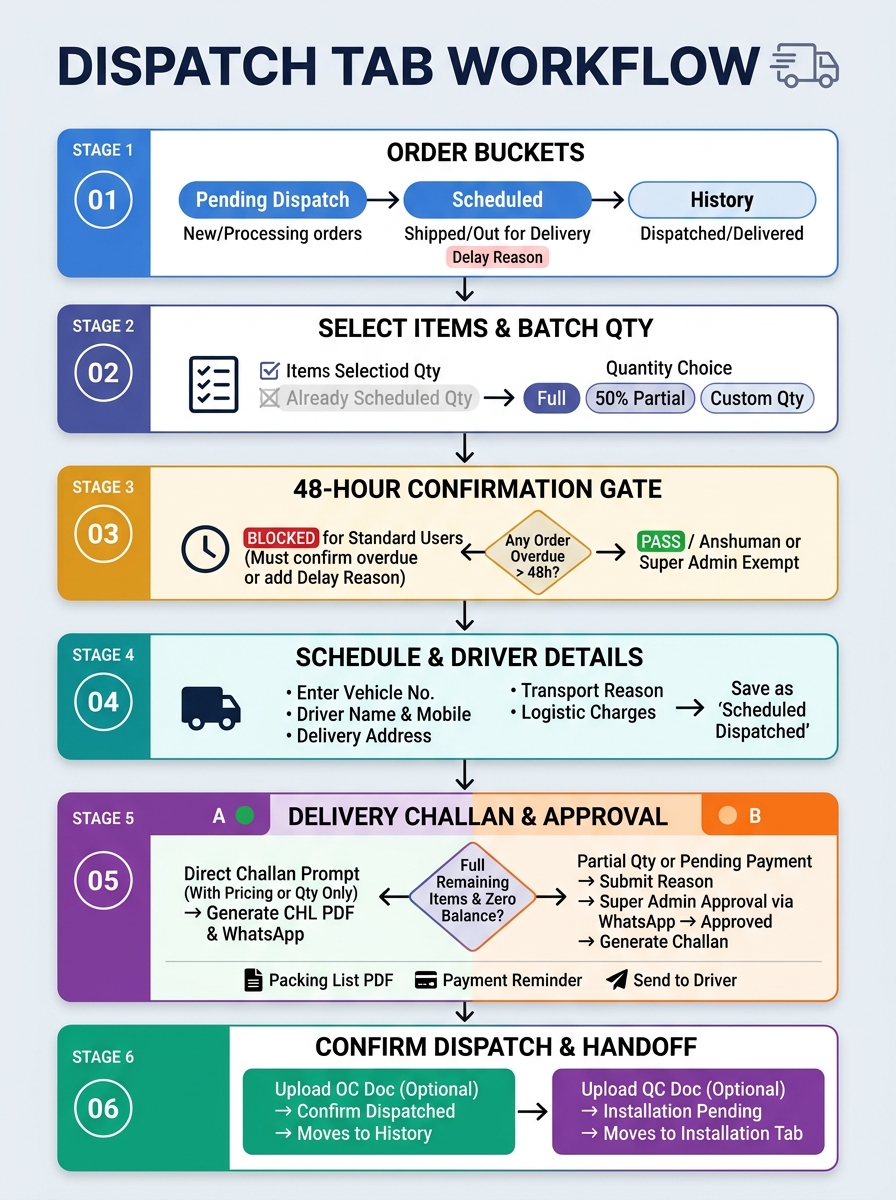 DISPATCH TAB WORKFLOW
STAGE 1
01
ORDER BUCKETS
Pending Dispatch
Scheduled
History
New/Processing orders
Shipped/Out for Delivery
Dispatched/Delivered
Delay Reason
STAGE 2
02
SELECT ITEMS & BATCH QTY
Items Selectiod Qty
Already Scheduled Qty
→
Quantity Choice
Full
50% Partial
Custom Qty
STAGE 3
03
48-HOUR CONFIRMATION GATE
BLOCKED for Standard Users
(Must confirm overdue
or add Delay Reason)
Any Order
Overdue
> 48h?
PASS / Anshuman or
Super Admin Exempt
STAGE 4
04
SCHEDULE & DRIVER DETAILS
• Enter Vehicle No.
• Driver Name & Mobile
• Delivery Address
• Transport Reason
• Logistic Charges
Save as
‘Scheduled
Dispatched’
STAGE 5
05
A
DELIVERY CHALLAN & APPROVAL
B
Direct Challan Prompt
(With Pricing or Qty Only)
→ Generate CHL PDF
& WhatsApp
Full
Remaining
Items & Zero
Balance?
Partial Qty or Pending Payment
→ Submit Reason
→ Super Admin Approval via
WhatsApp → Approved
→ Generate Challan
Packing List PDF
Payment Reminder
Send to Driver
STAGE 6
06
CONFIRM DISPATCH & HANDOFF
Upload OC Doc (Optional)
→ Confirm Dispatched
→ Moves to History
Upload QC Doc (Optional)
→ Installation Pending
→ Moves to Installation Tab